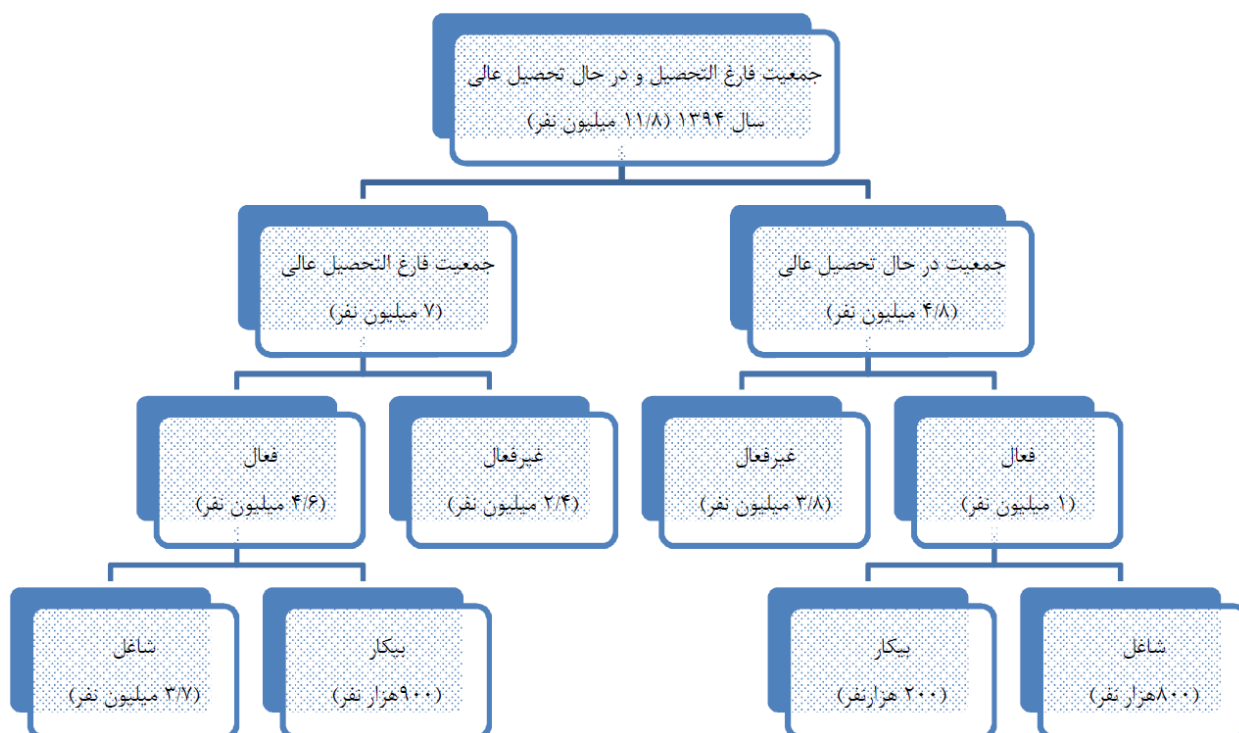 جمعیت فارغ التحصیل و در حال تحصیل عالی
سال ۱۳۹۴ (۱۱/۸ میلیون نفر)
جمعیت در حال تحصیل عالی
(۴/۸ میلیون نفر)
جمعیت فارغ التحصیل عالی
(۷ میلیون نفر)
فعال
(۱ میلیون نفر)
غیرفعال
(۳/۸ میلیون نفر)
غیرفعال
(۲/۴ میلیون نفر)
فعال
(۴/۶ میلیون نفر)
شاغل
(۸۰۰هزار نفر)
بیکار
(۲۰۰ هزارنفر)
بیکار
(۹۰۰هزار نفر)
شاغل
(۳/۷ میلیون نفر)